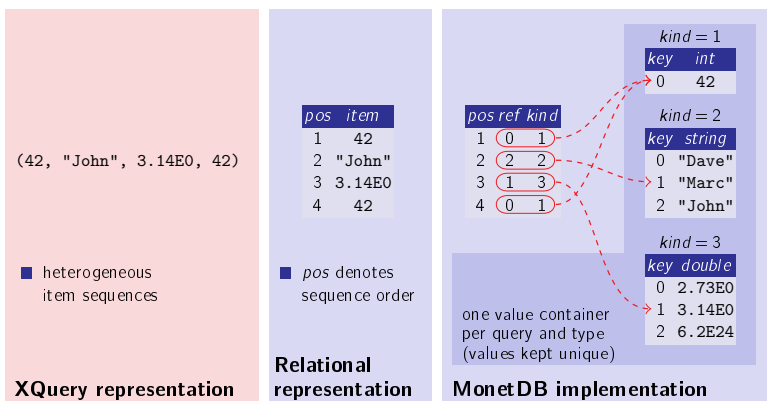 (42, "John", 3.14E0, 42)
heterogeneous
item sequences
XQuery representation
pos item
1 42
2 "John"
3 3.14E0
4 42
pos denotes
sequence order
Relational
representation
pos ref kind
1 0 1
2 2 2
3 1 3
4 0 1
kind = 1
key int
0 42
kind = 2
key string
0 "Dave"
1 "Marc"
2 "John"
kind = 3
key double
0 2.73E0
1 3.14E0
2 6.2E24
one value container
per query and type
(values kept unique)
MonetDB implementation